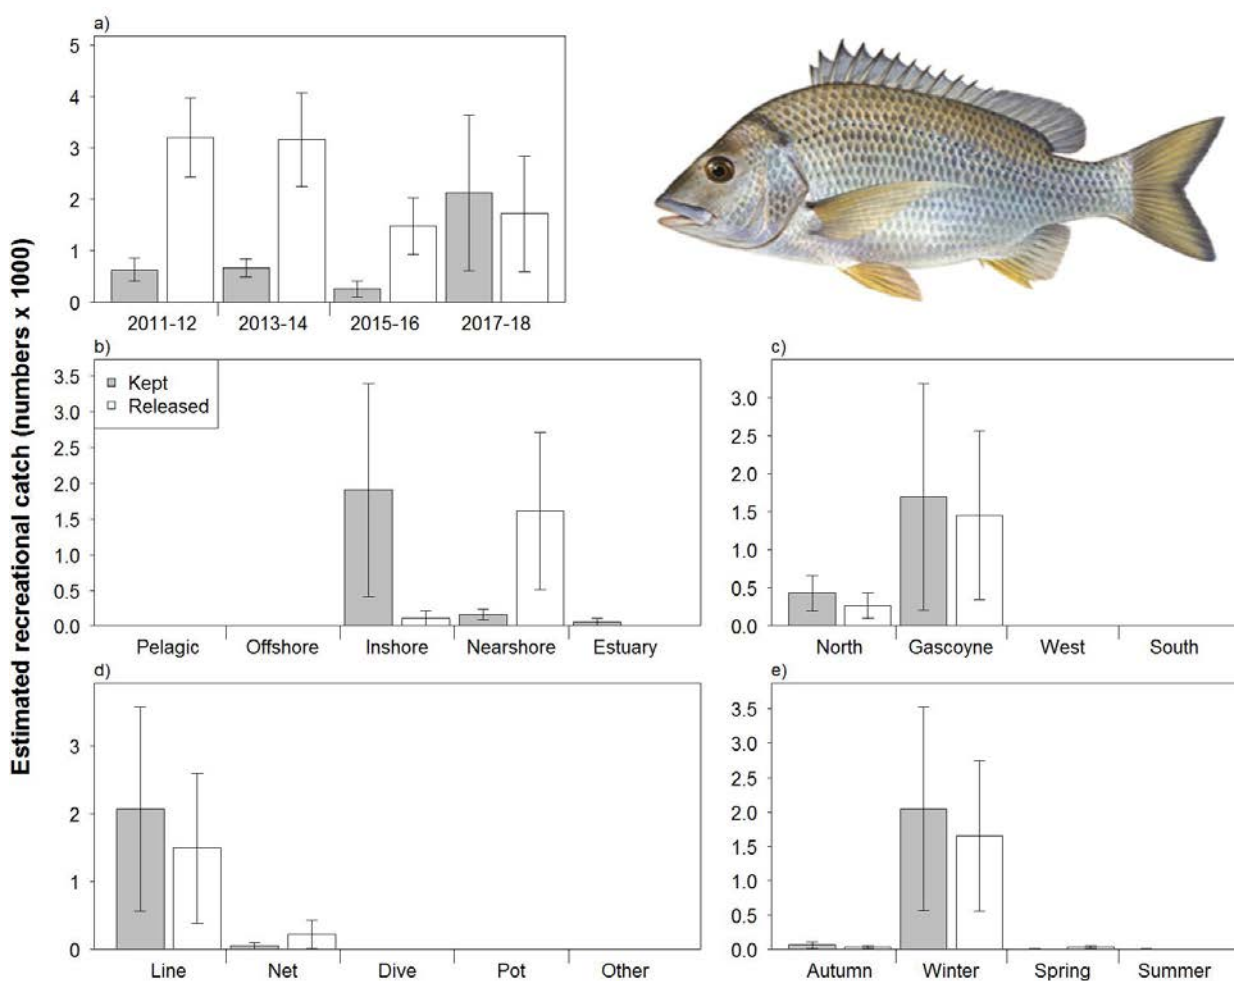 Estimated recreational catch (numbers x 1000)
a)
5
4
3
2
1
0
2011-12 2013-14 2015-16 2017-18
b)
Kept
Released
3.5
3.0
2.5
2.0
1.5
1.0
0.5
0.0
Pelagic Offshore Inshore Nearshore Estuary
c)
3.0
2.5
2.0
1.5
1.0
0.5
0.0
North Gascoyne West South
d)
3
2
1
0
Line Net Dive Pot Other
e)
3.5
3.0
2.5
2.0
1.5
1.0
0.5
0.0
Autumn Winter Spring Summer